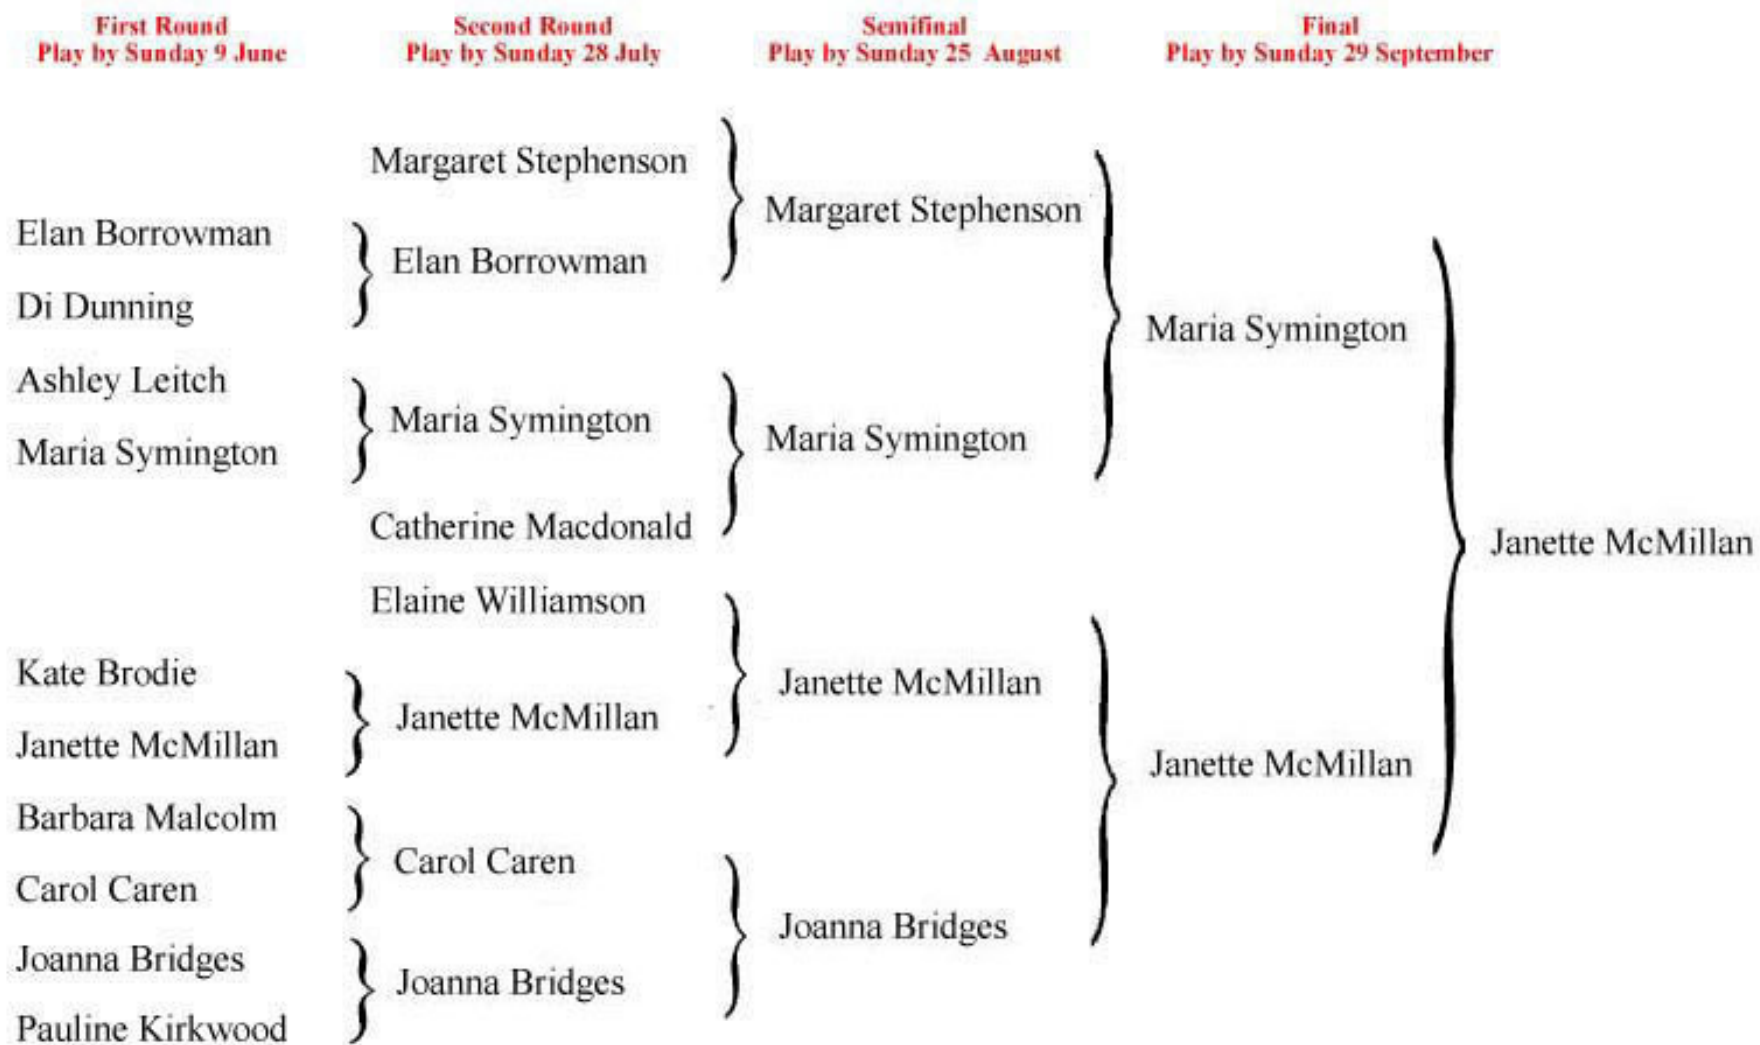 First Round
Play by Sunday 9 June
Second Round
Play by Sunday 28 July
Semifinal
Play by Sunday 25 August
Final
Play by Sunday 29 September
Elan Borrowman
Di Dunning
Ashley Leitch
Maria Symington
Kate Brodie
Janette McMillan
Barbara Malcolm
Carol Caren
Joanna Bridges
Pauline Kirkwood
Margaret Stephenson
Elan Borrowman
Maria Symington
Catherine Macdonald
Elaine Williamson
Janette McMillan
Carol Caren
Joanna Bridges
Margaret Stephenson
Maria Symington
Janette McMillan
Joanna Bridges
Maria Symington
Janette McMillan
Janette McMillan